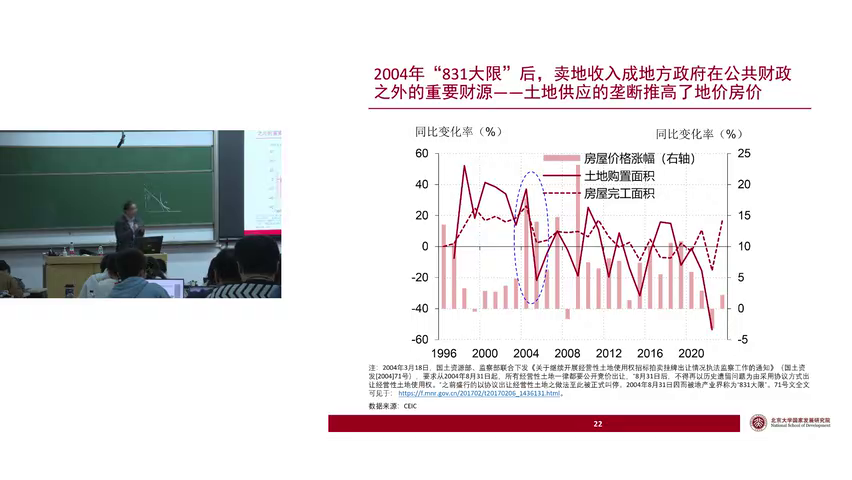 2004年“831大限”后，卖地收入成地方政府在公共财政
之外的重要财源——土地供应的垄断推高了地价房价
同比变化率（%）
同比变化率（%）
房屋价格涨幅（右轴）
土地购置面积
房屋完工面积
60
40
20
0
-20
-40
-60
25
20
15
10
5
0
-5
1996 2000 2004 2008 2012 2016 2020
注：2004年3月18日，国土资源部、监察部联合下发《关于继续开展经营性土地使用权招标拍卖挂牌出让情况执法监察工作的通知》（国土资
发[2004]71号），要求从2004年8月31日起，所有经营性土地一律都要公开竞价出让，“8月31日后，不得再以历史遗留问题为由采用协议方式出
让经营性土地使用权。”之前盛行的以协议出让经营性土地之做法至此被正式叫停。2004年8月31日因而被地产业界称为“831大限”。71号文全文
可见于： https://f.mnr.gov.cn/201702/t20170206_1436131.html。
数据来源：CEIC
22
北京大学国家发展研究院
National School of Development